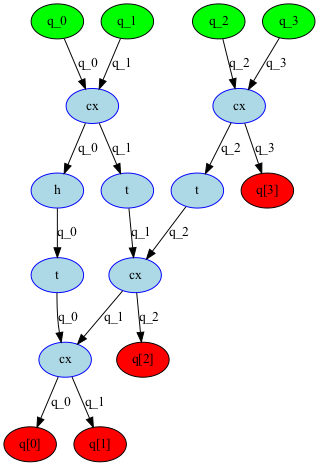 q_0 q_1 q_2 q_3
q_0 q_1 q_2 q_3
cx cx
q_0 q_1 q_2 q_3
h t t q[3]
q_0 q_1 q_2
t cx
q_0 q_1 q_2
cx q[2]
q_0 q_1
q[0] q[1]